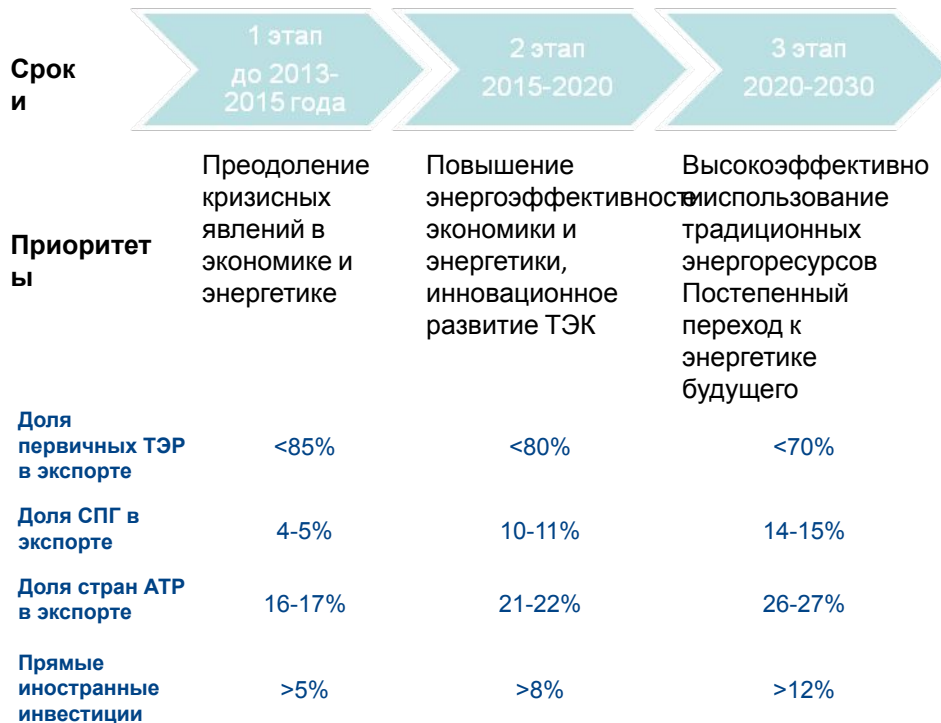 Срок
и
1 этап
до 2013-
2015 года
2 этап
2015-2020
3 этап
2020-2030
Приоритет
ы
Преодоление
кризисных
явлений в
экономике и
энергетике
Повышение
энергоэффективности
экономики и
энергетики,
инновационное
развитие ТЭК
Высокоэффективно
е использование
традиционных
энергоресурсов
Постепенный
переход к
энергетике
будущего
Доля
первичных ТЭР
в экспорте
<85%
<80%
<70%
Доля СПГ в
экспорте
4-5%
10-11%
14-15%
Доля стран АТР
в экспорте
16-17%
21-22%
26-27%
Прямые
иностранные
инвестиции
>5%
>8%
>12%